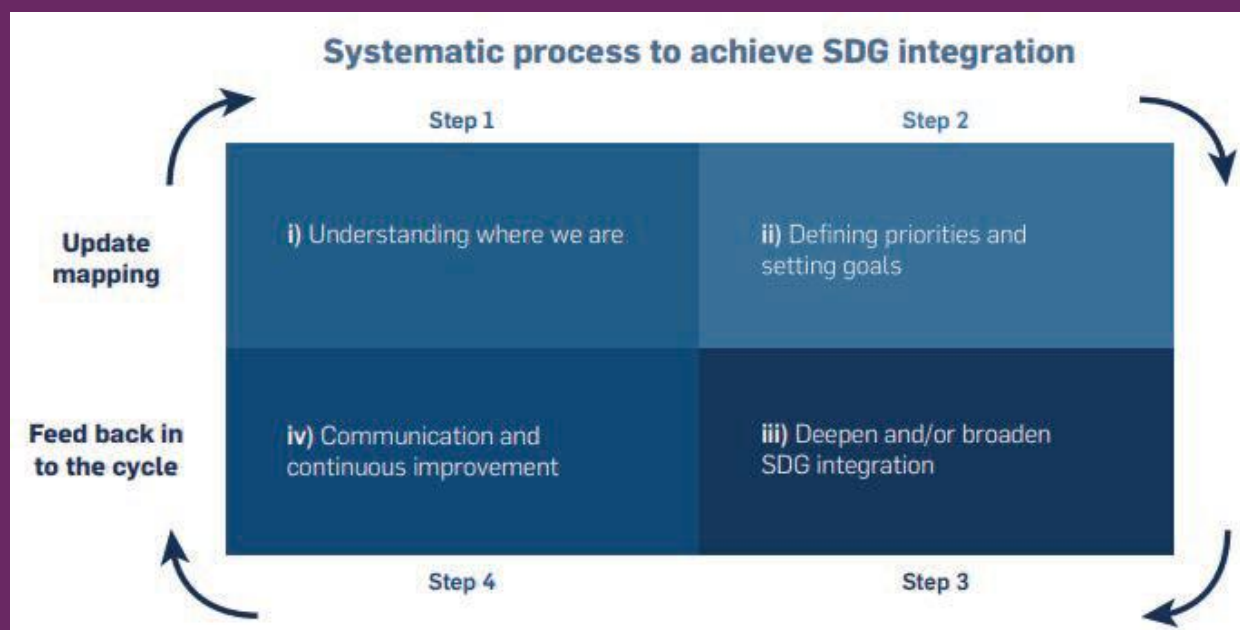 Systematic process to achieve SDG integration
Step 1
Step 2
Update
mapping
i) Understanding where we are
ii) Defining priorities and
setting goals
Feed back in
to the cycle
iv) Communication and
continuous improvement
iii) Deepen and/or broaden
SDG integration
Step 4
Step 3